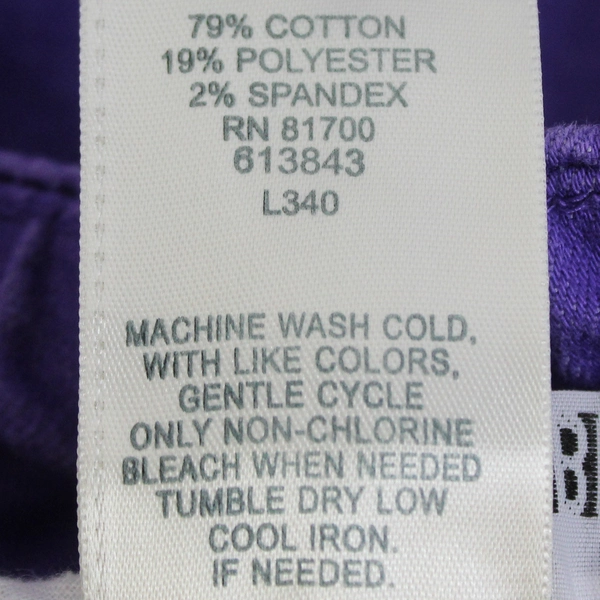 79% COTTON
19% POLYESTER
2% SPANDEX
RN 81700
613843
L340
MACHINE WASH COLD,
WITH LIKE COLORS,
GENTLE CYCLE
ONLY NON-CHLORINE
BLEACH WHEN NEEDED
TUMBLE DRY LOW
COOL IRON.
IF NEEDED.